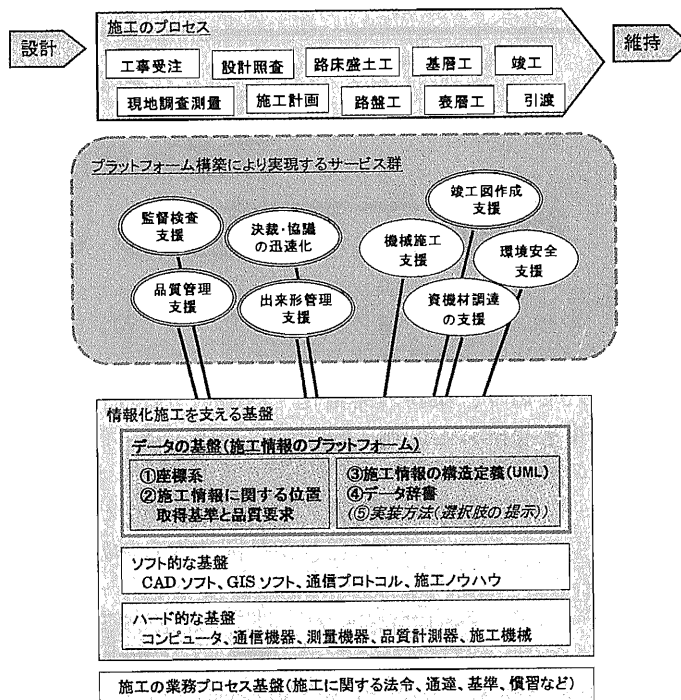 設計
施工のプロセス
維持
工事受注
設計照査
路床盛土工
基層工
竣工
現地調査測量
施工計画
路盤工
表層工
引渡
プラットフォーム構築により実現するサービス群
監督検査
支援
決裁・協議
の迅速化
機械施工
支援
竣工図作成
支援
環境安全
支援
品質管理
支援
出来形管理
支援
資機材調達
の支援
情報化施工を支える基盤
データの基盤(施工情報のプラットフォーム)
①座標系
②施工情報に関する位置
取得基準と品質要求
③施工情報の構造定義(UML)
④データ辞書
(⑤実装方法(選択肢の提示))
ソフト的な基盤
CADソフト、GISソフト、通信プロトコル、施工ノウハウ
ハード的な基盤
コンピュータ、通信機器、測量機器、品質計測器、施工機械
施工の業務プロセス基盤(施工に関する法令、通達、基準、慣習など)